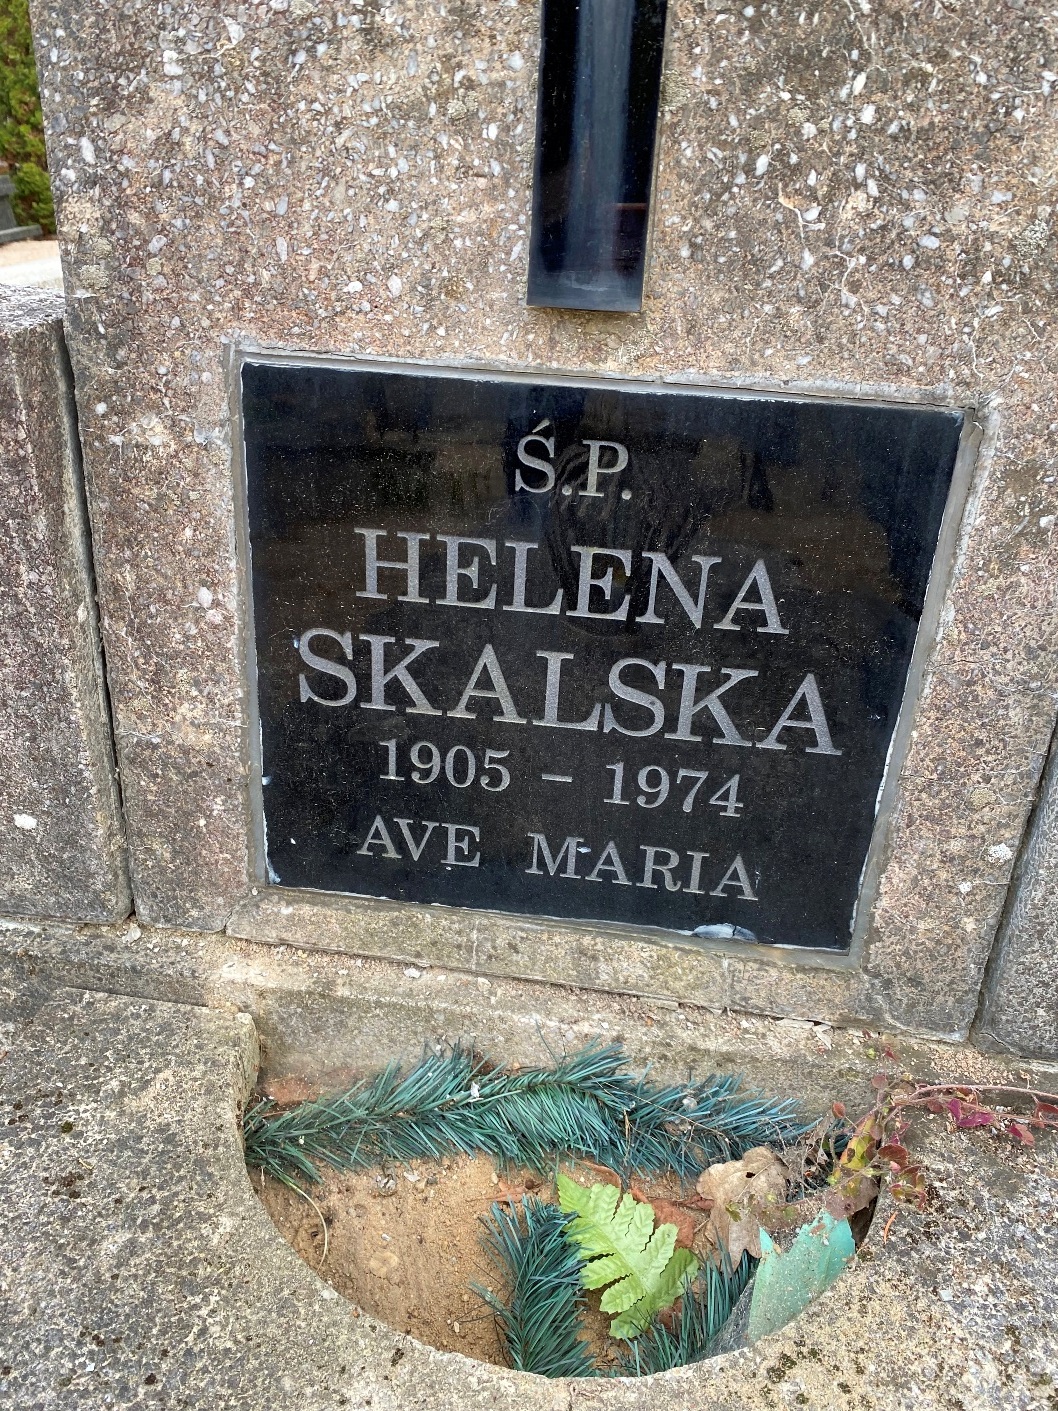 Ś.P.
HELENA
SKALSKA
1905 – 1974
AVE MARIA